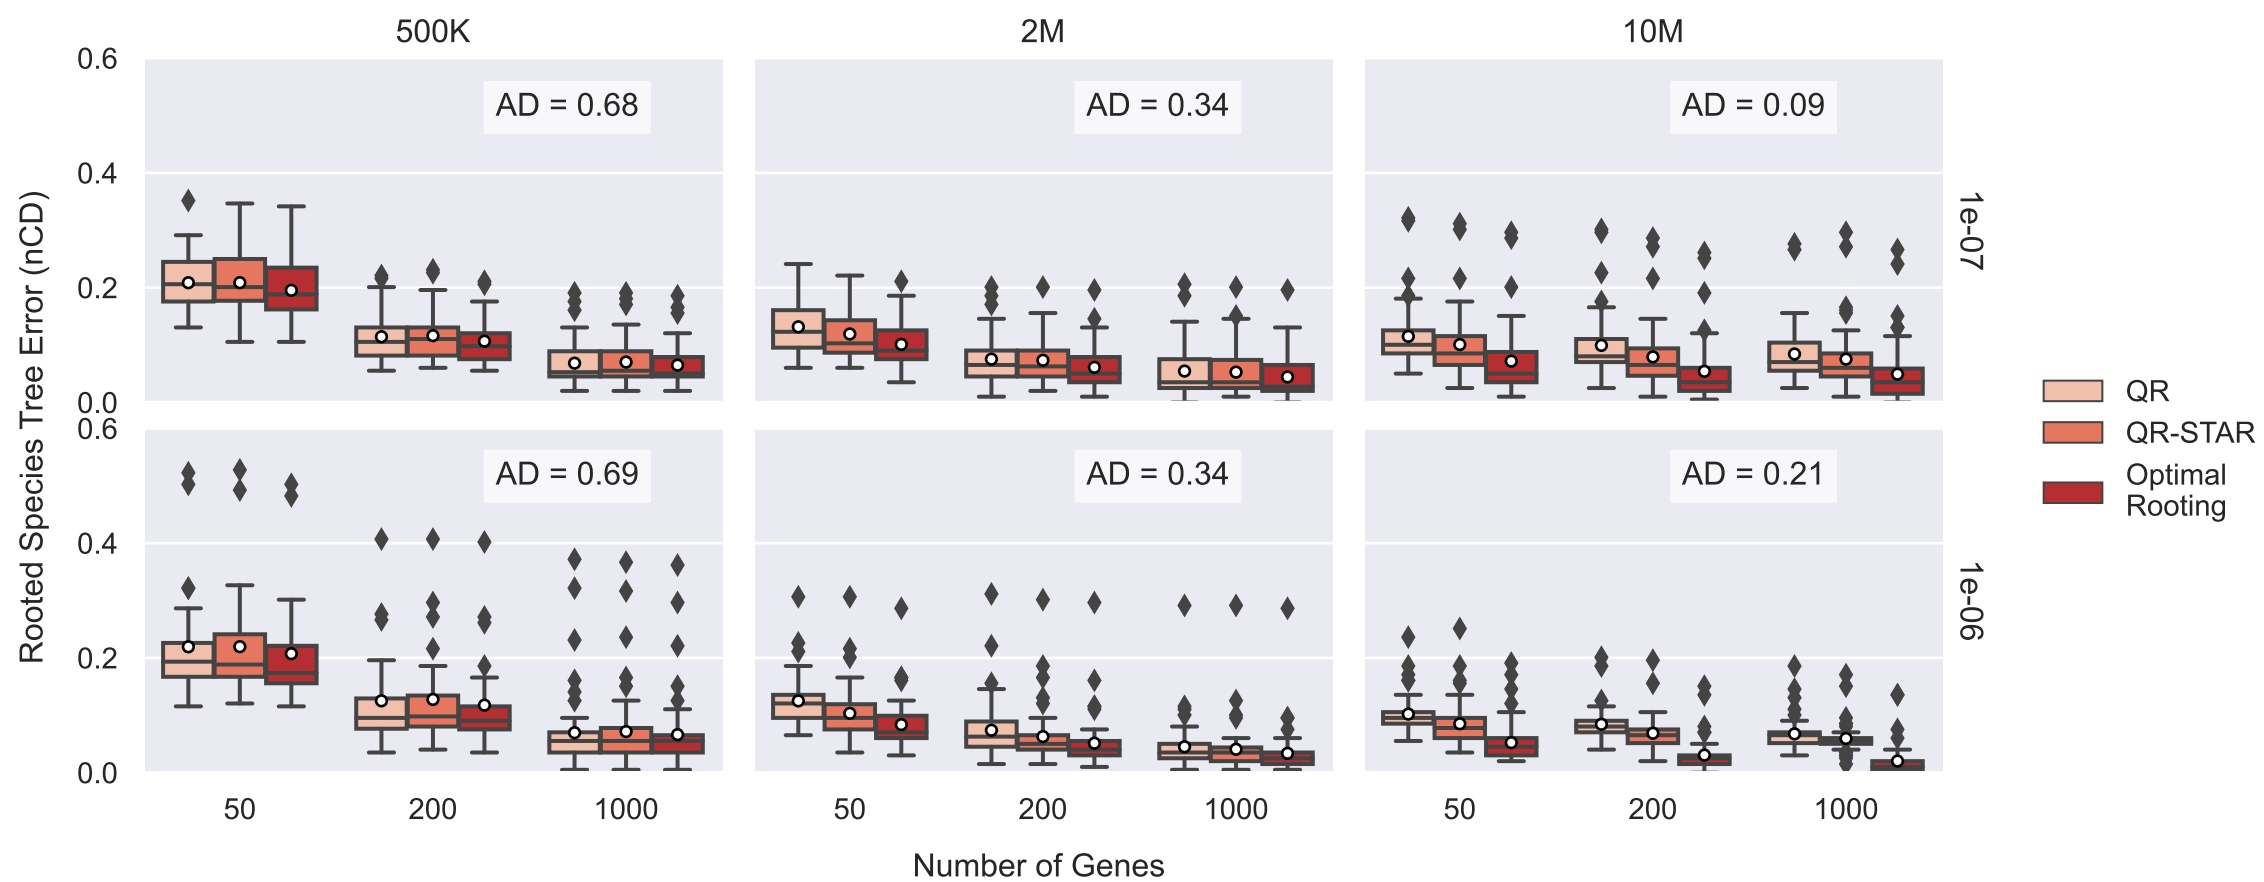 500K
2M
10M
0.6
AD = 0.68
AD = 0.34
AD = 0.09
0.4
0.2
0.0
1e-07
0.6
AD = 0.69
AD = 0.34
AD = 0.21
0.4
0.2
0.0
1e-06
50
200
1000
50
200
1000
50
200
1000
Number of Genes
Rooted Species Tree Error (nCD)
QR
QR-STAR
Optimal
Rooting